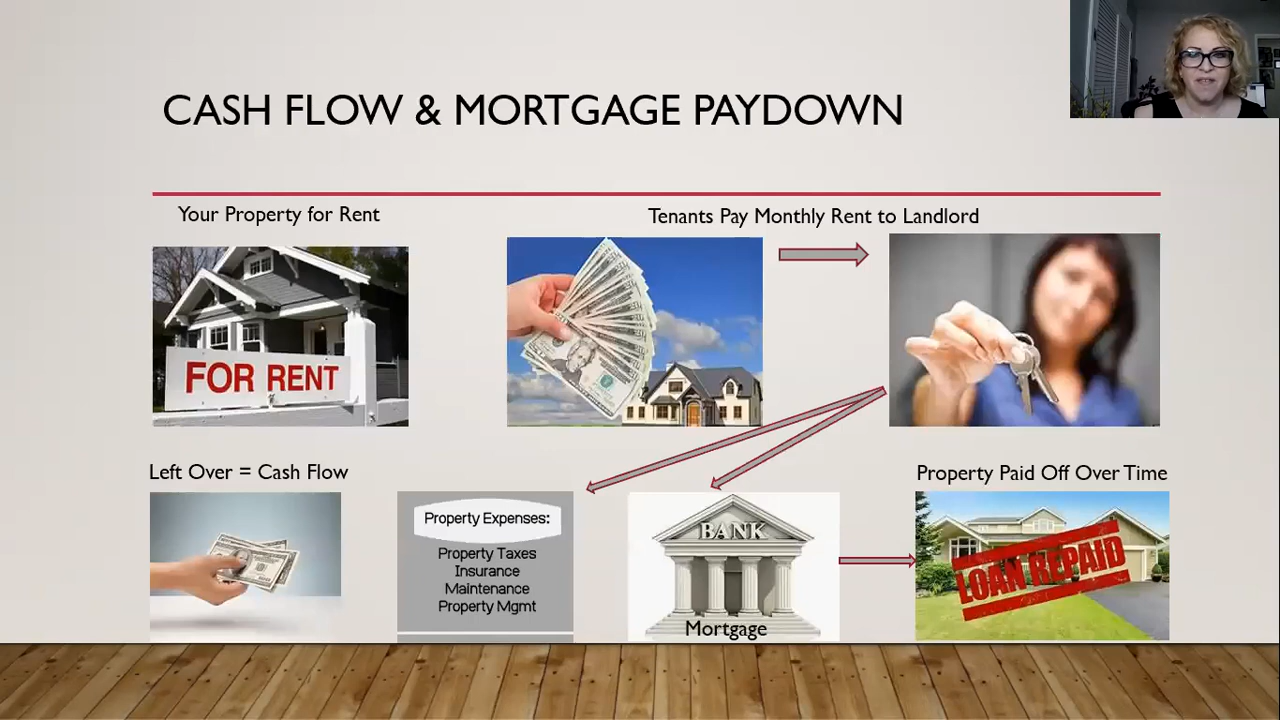 CASH FLOW & MORTGAGE PAYDOWN
Your Property for Rent
Tenants Pay Monthly Rent to Landlord
FOR RENT
Left Over = Cash Flow
Property Expenses:
Property Taxes
Insurance
Maintenance
Property Mgmt
BANK
Mortgage
Property Paid Off Over Time
LOAN REPAID